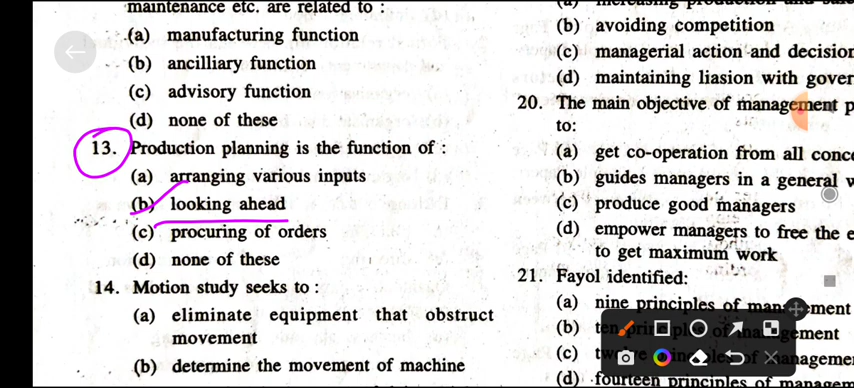 maintenance etc. are related to :
(a) manufacturing function
(b) ancilliary function
(c) advisory function
(d) none of these
13. Production planning is the function of :
(a) arranging various inputs
(b) looking ahead
(c) procuring of orders
(d) none of these
14. Motion study seeks to :
(a) eliminate equipment that obstruct
movement
(b) determine the movement of machine
(b) avoiding competition
(c) managerial action and decision
(d) maintaining liasion with gover
20. The main objective of management p
to:
(a) get co-operation from all conce
(b) guides managers in a general w
(c) produce good managers
(d) empower managers to free the e
to get maximum work
21. Fayol identified:
(a) nine principles of management
(b) ten principles of management
(c)
(d) fourteen principles of managem